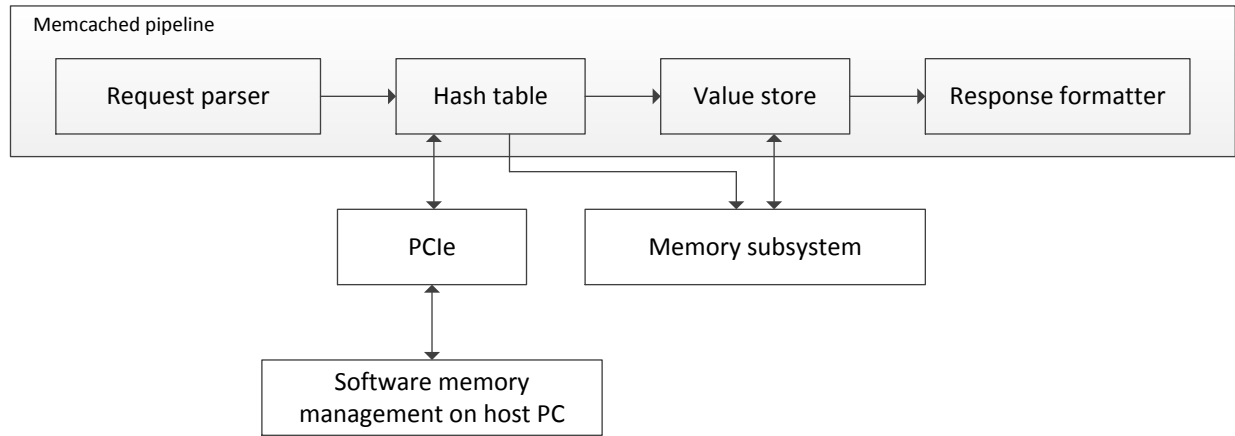 Memcached pipeline
Request parser
Hash table
Value store
Response formatter
PCIe
Memory subsystem
Software memory
management on host PC